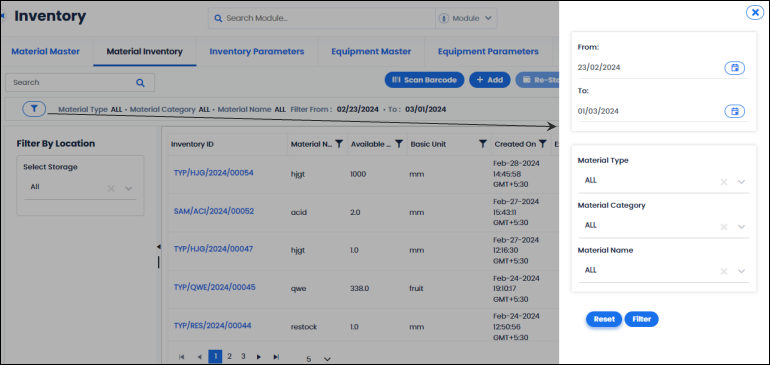 Inventory
Search Module...
Module
Material Master
Material Inventory
Inventory Parameters
Equipment Master
Equipment Parameters
Search
Scan Barcode
+ Add
Re-Sto
Material Type ALL • Material Category ALL • Material Name ALL Filter From : 02/23/2024 • To : 03/01/2024
Filter By Location
Select Storage
All
Inventory ID Material N... Available ... Basic Unit Created On E
TYP/HJG/2024/00054 hjgt 1000 mm Feb-28-2024
14:45:58
GMT+5:30
SAM/ACI/2024/00052 acid 2.0 mm Feb-27-2024
15:43:11
GMT+5:30
TYP/HJG/2024/00047 hjgt 1.0 mm Feb-27-2024
12:16:30
GMT+5:30
TYP/QWE/2024/00045 qwe 338.0 fruit Feb-24-2024
19:10:17
GMT+5:30
TYP/RES/2024/00044 restock 1.0 mm Feb-24-2024
12:50:56
GMT+5:30
1 2 3
5
From:
23/02/2024
To:
01/03/2024
Material Type
ALL
Material Category
ALL
Material Name
ALL
Reset
Filter